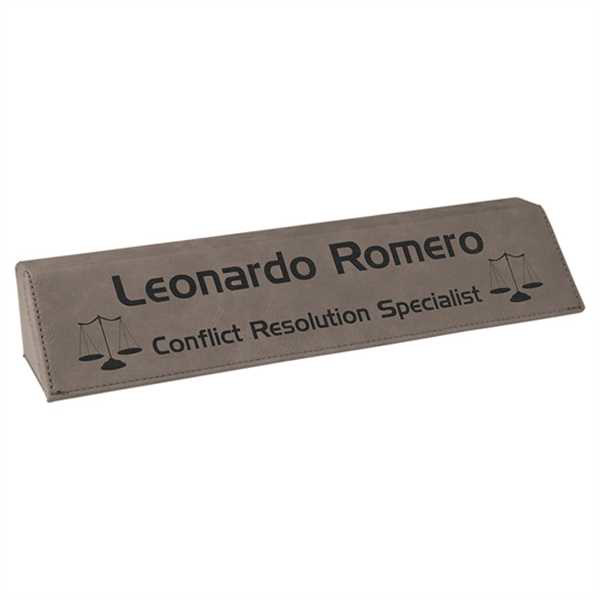 Leonardo Romero
Conflict Resolution Specialist